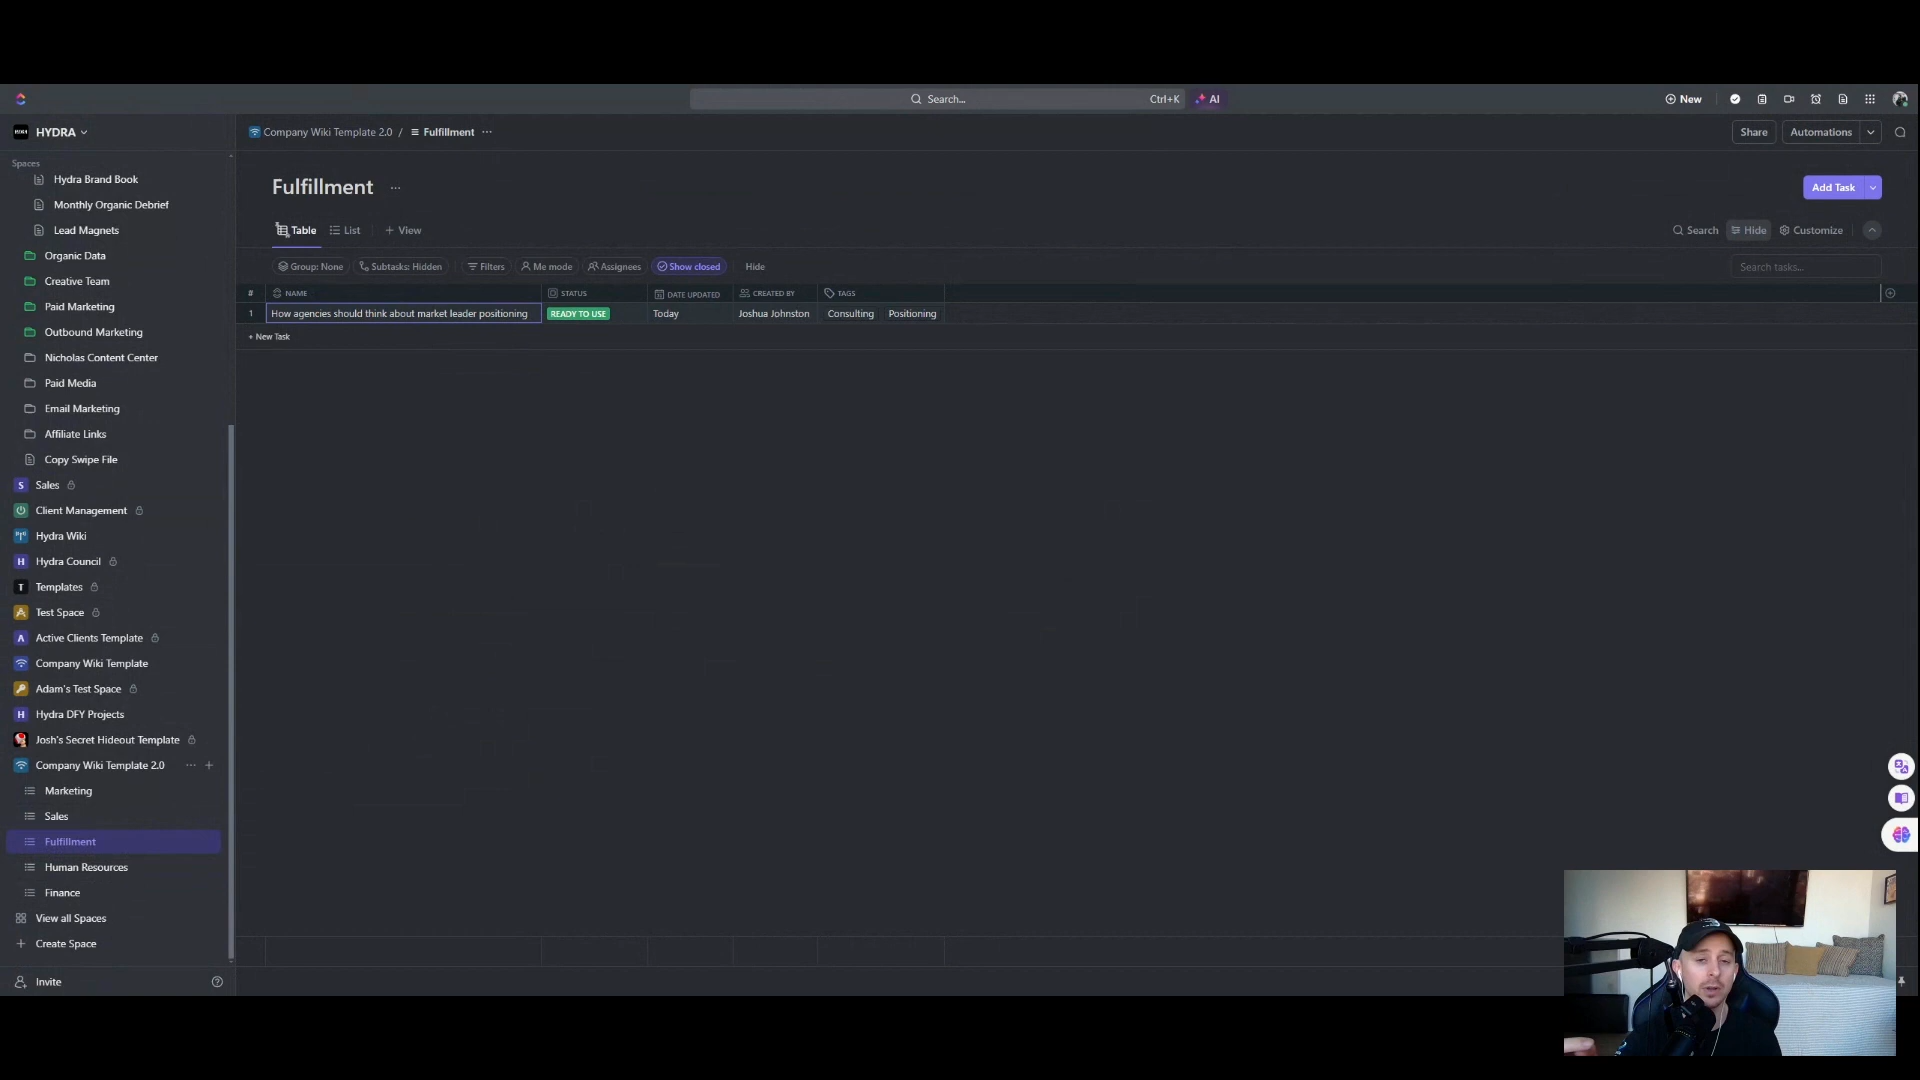 Search... Ctrl+K AI New
HYDRA
Company Wiki Template 2.0 / Fulfillment ... Share Automations
Spaces
Hydra Brand Book
Monthly Organic Debrief
Lead Magnets
Organic Data
Creative Team
Paid Marketing
Outbound Marketing
Nicholas Content Center
Paid Media
Email Marketing
Affiliate Links
Copy Swipe File
S Sales
Client Management
Hydra Wiki
H Hydra Council
T Templates
Test Space
A Active Clients Template
Company Wiki Template
Adam's Test Space
H Hydra DFY Projects
Josh's Secret Hideout Template
Company Wiki Template 2.0 ... +
Marketing
Sales
Fulfillment
Human Resources
Finance
View all Spaces
+ Create Space
Invite
Fulfillment ... Add Task
Table List + View Search Hide Customize
Group: None Subtasks: Hidden Filters Me mode Assignees Show closed Hide Search tasks...
# NAME STATUS DATE UPDATED CREATED BY TAGS
1 How agencies should think about market leader positioning READY TO USE Today Joshua Johnston Consulting Positioning
+ New Task